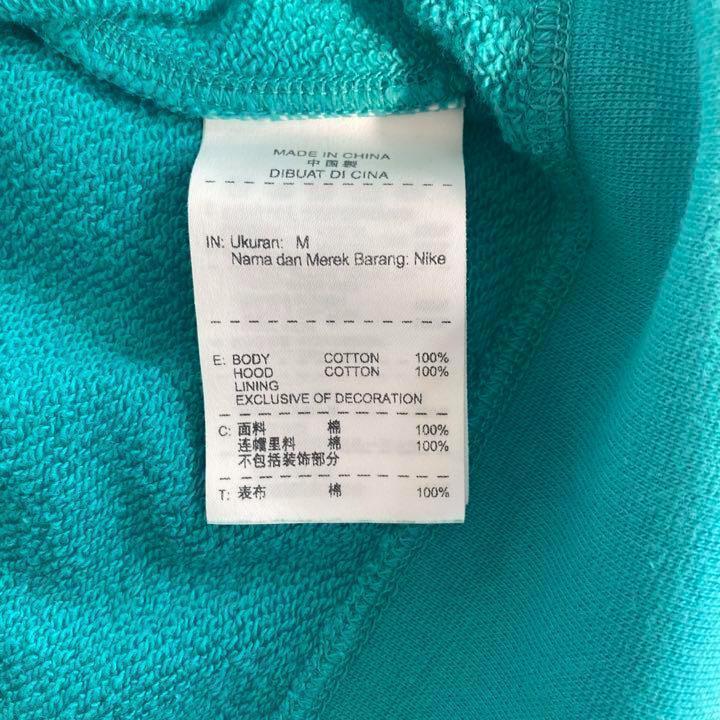 MADE IN CHINA
中国製
DIBUAT DI CINA
IN: Ukuran: M
Nama dan Merek Barang: Nike
E: BODY COTTON 100%
HOOD COTTON 100%
LINING
EXCLUSIVE OF DECORATION
C: 面料 棉 100%
连帽里料 棉 100%
不包括装饰部分
T: 表布 棉 100%